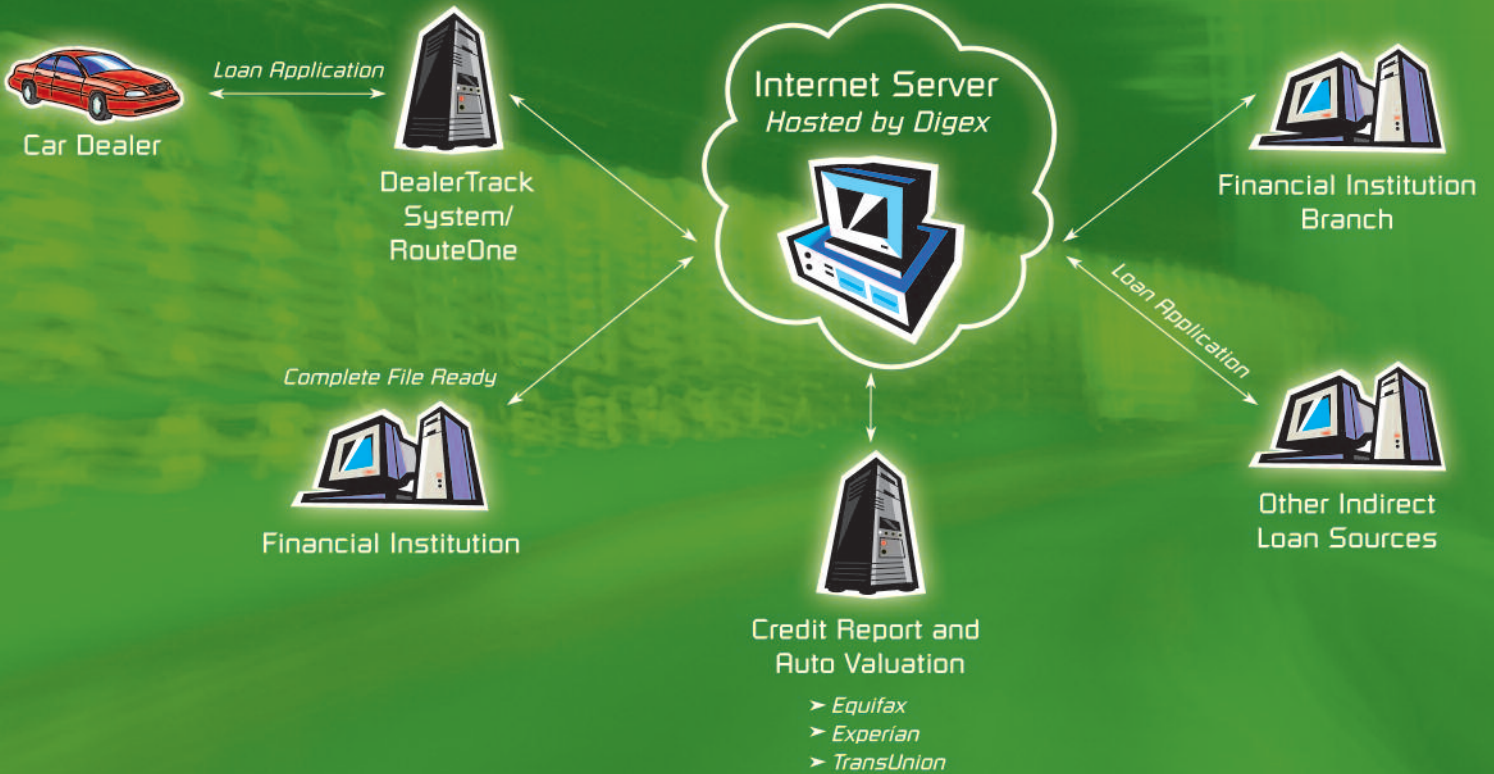 Loan Application
Car Dealer
DealerTrack
System/
RouteOne
Internet Server
Hosted by Digex
Financial Institution
Branch
Loan Application
Complete File Ready
Financial Institution
Other Indirect
Loan Sources
Credit Report and
Auto Valuation
➤ Equifax
➤ Experian
➤ TransUnion